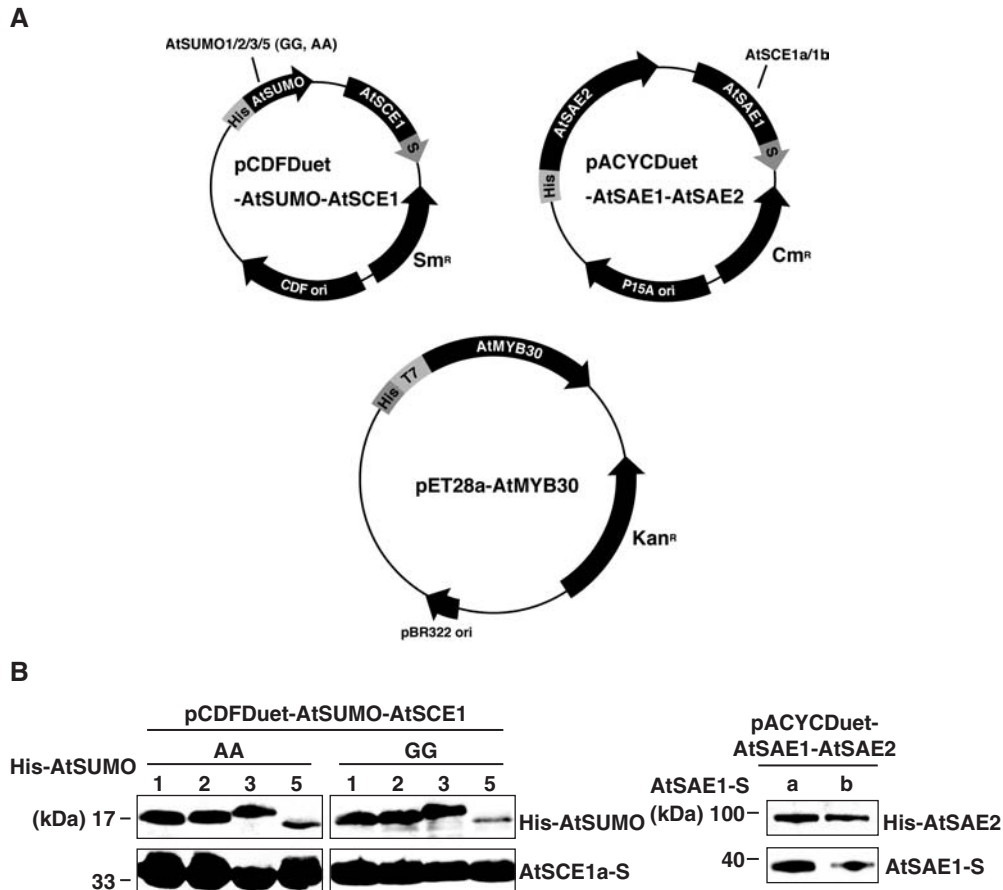 A
AtSUMO1/2/3/5 (GG, AA)
His
AtSUMO
AtSCE1
S
pCDFDuet
-AtSUMO-AtSCE1
Smᴿ
CDF ori
AtSCE1a/1b
His
AtSAE2
AtSAE1
S
pACYCDuet
-AtSAE1-AtSAE2
Cmᴿ
P15A ori
His
T7
AtMYB30
pET28a-AtMYB30
Kanᴿ
pBR322 ori
B
pCDFDuet-AtSUMO-AtSCE1
AA GG
His-AtSUMO
1 2 3 5 1 2 3 5
(kDa) 17
His-AtSUMO
33
AtSCE1a-S
pACYCDuet-
AtSAE1-AtSAE2
AtSAE1-S a b
(kDa) 100
His-AtSAE2
40
AtSAE1-S